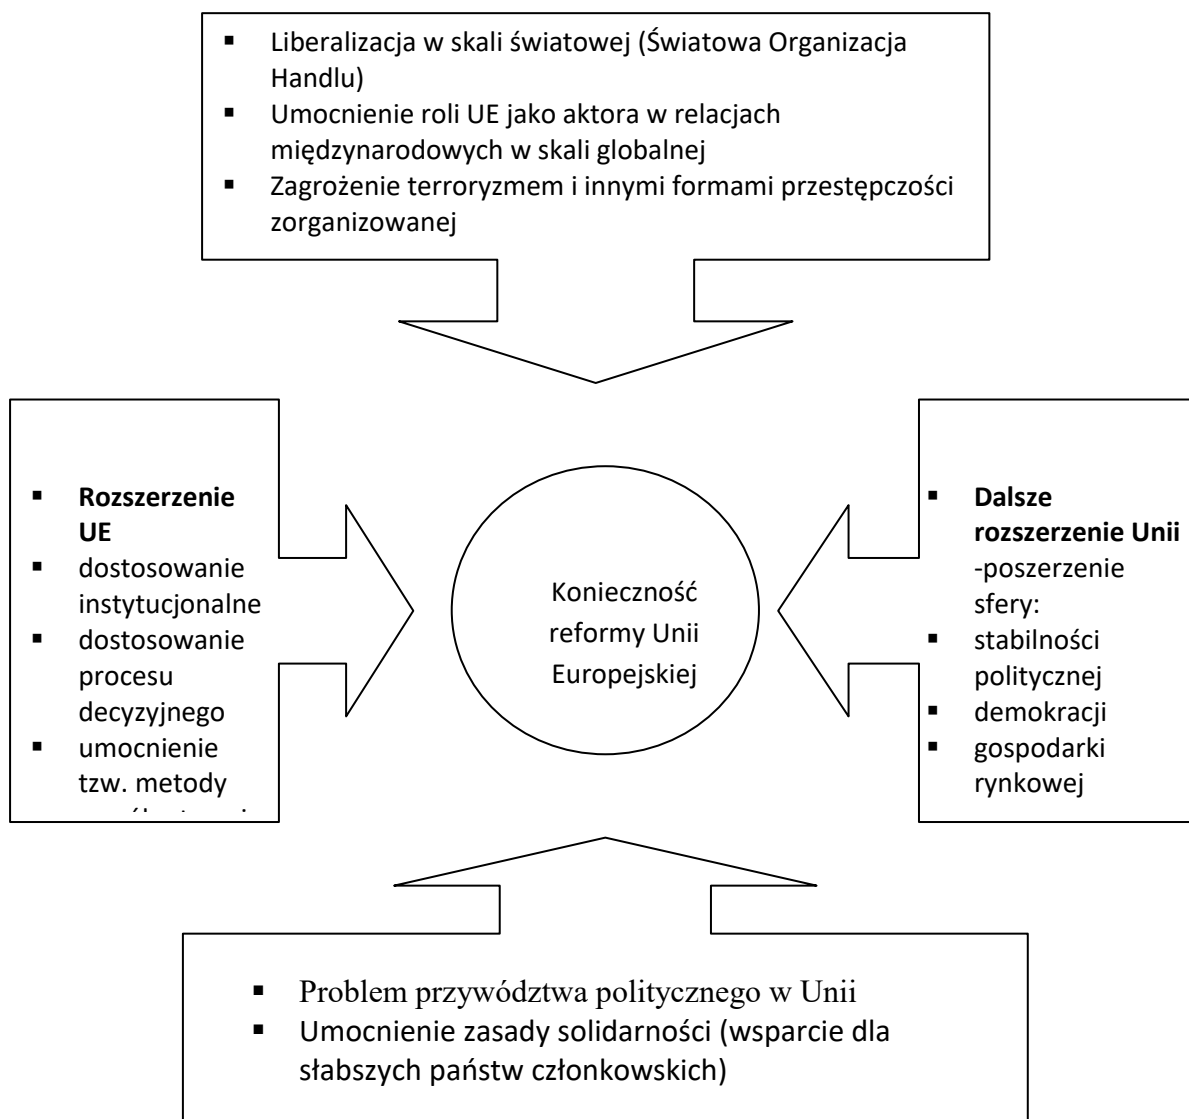 ▪ Liberalizacja w skali światowej (Światowa Organizacja
Handlu)
▪ Umocnienie roli UE jako aktora w relacjach
międzynarodowych w skali globalnej
▪ Zagrożenie terroryzmem i innymi formami przestępczości
zorganizowanej
▪ Rozszerzenie
UE
▪ dostosowanie
instytucjonalne
▪ dostosowanie
procesu
decyzyjnego
▪ umocnienie
tzw. metody
Konieczność
reformy Unii
Europejskiej
▪ Dalsze
rozszerzenie Unii
-poszerzenie
sfery:
▪ stabilności
politycznej
▪ demokracji
▪ gospodarki
rynkowej
▪ Problem przywództwa politycznego w Unii
▪ Umocnienie zasady solidarności (wsparcie dla
słabszych państw członkowskich)